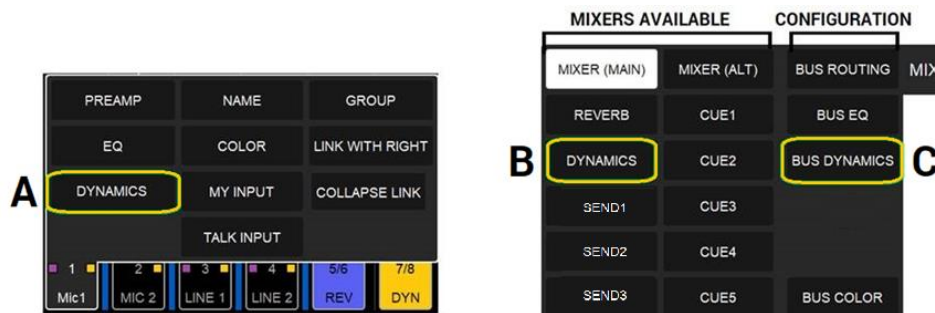 MIXERS AVAILABLE CONFIGURATION
PREAMP NAME GROUP
EQ COLOR LINK WITH RIGHT
A DYNAMICS MY INPUT COLLAPSE LINK
TALK INPUT
1 2 3 4 5/6 7/8
Mic1 MIC 2 LINE 1 LINE 2 REV DYN
MIXER (MAIN) MIXER (ALT) BUS ROUTING MIX
REVERB CUE1 BUS EQ
B DYNAMICS CUE2 BUS DYNAMICS C
SEND1 CUE3
SEND2 CUE4
SEND3 CUE5 BUS COLOR